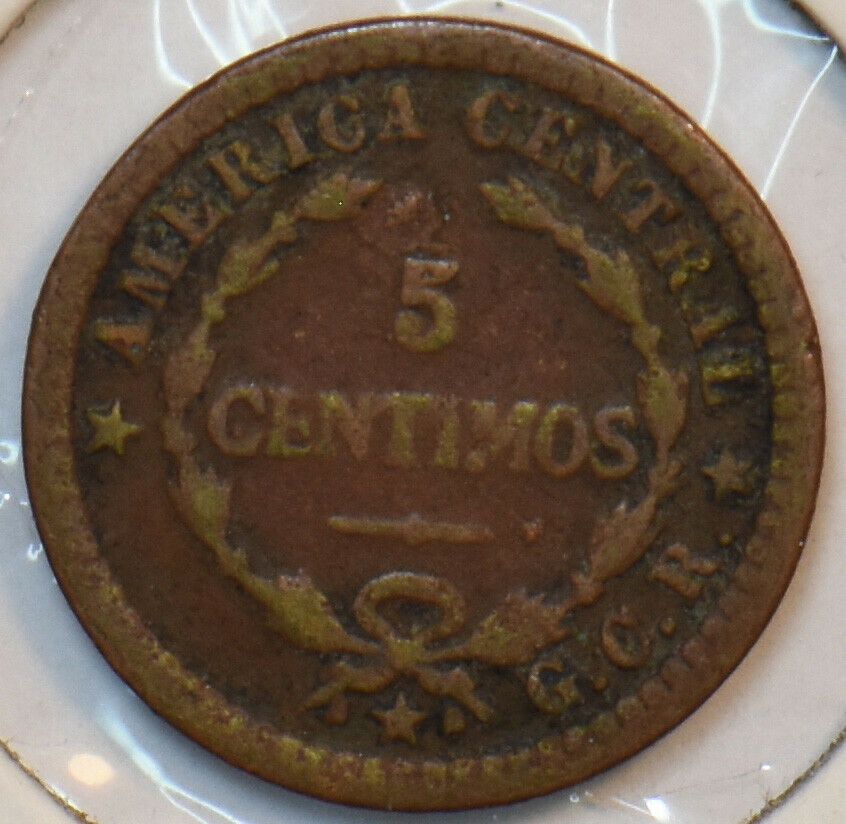 AMERICA CENTRAL
5
CENTIMOS
G. C. R.